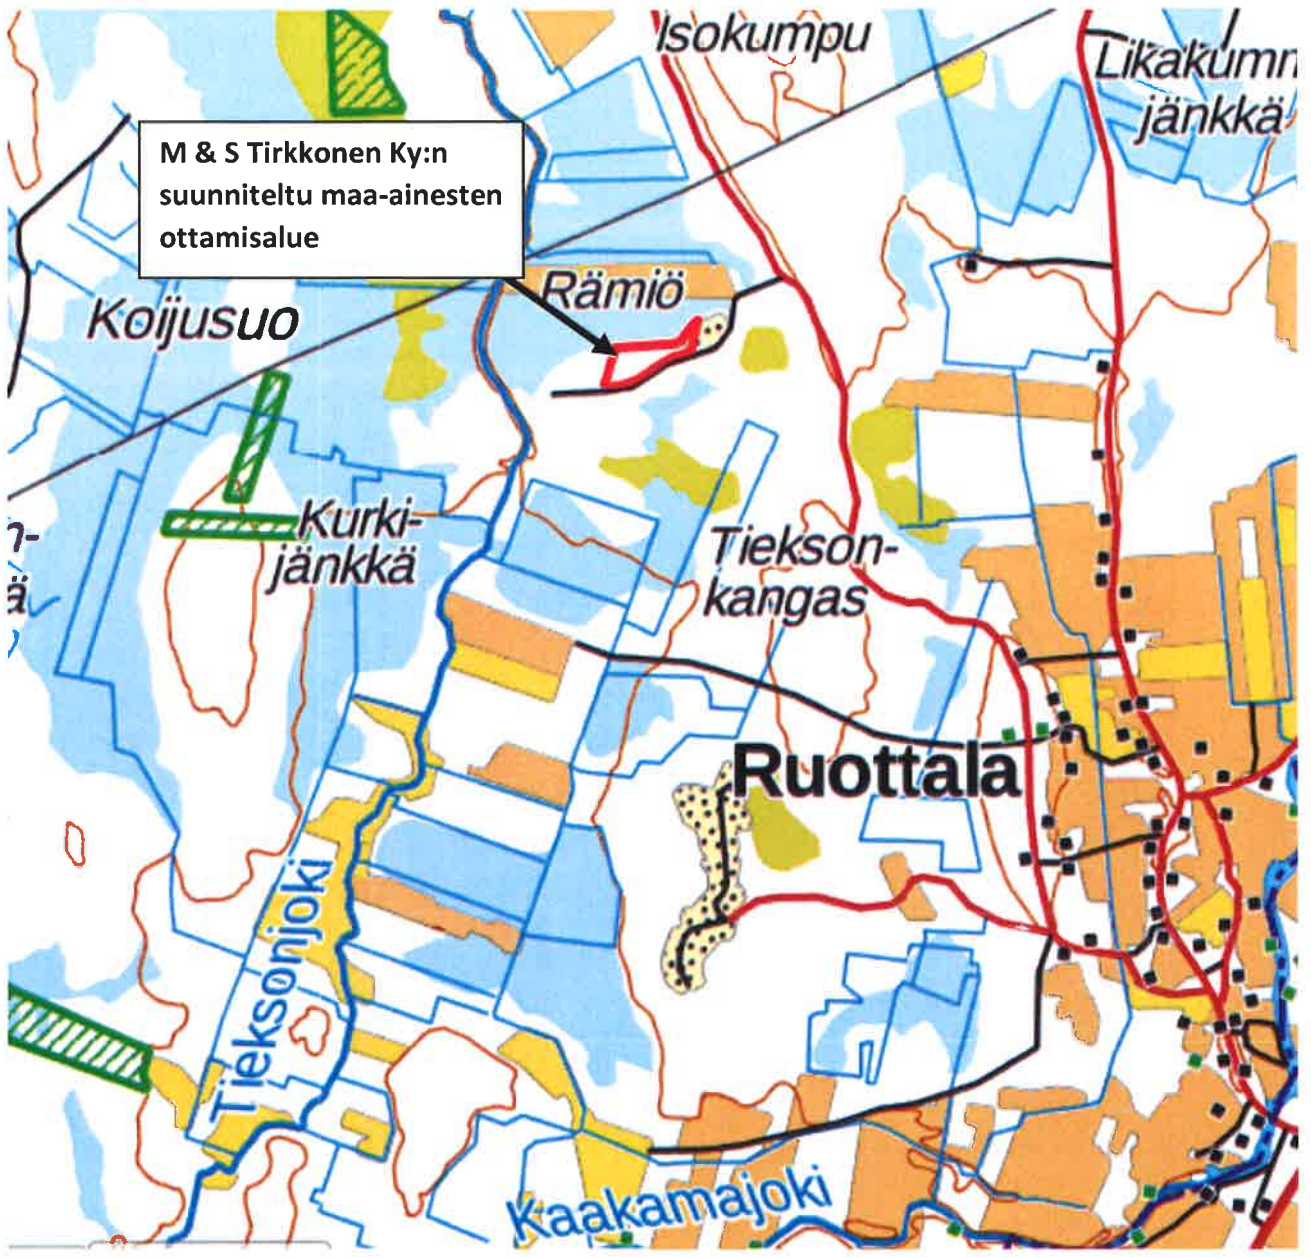 Isokumpu
Likakumm
jänkkä
M & S Tirkkonen Ky:n
suunniteltu maa-ainesten
ottamisalue
Rämiö
Koijusuo
Kurki-
jänkkä
Tiekson-
kangas
Ruottala
Tieksonjoki
Kaakamajoki